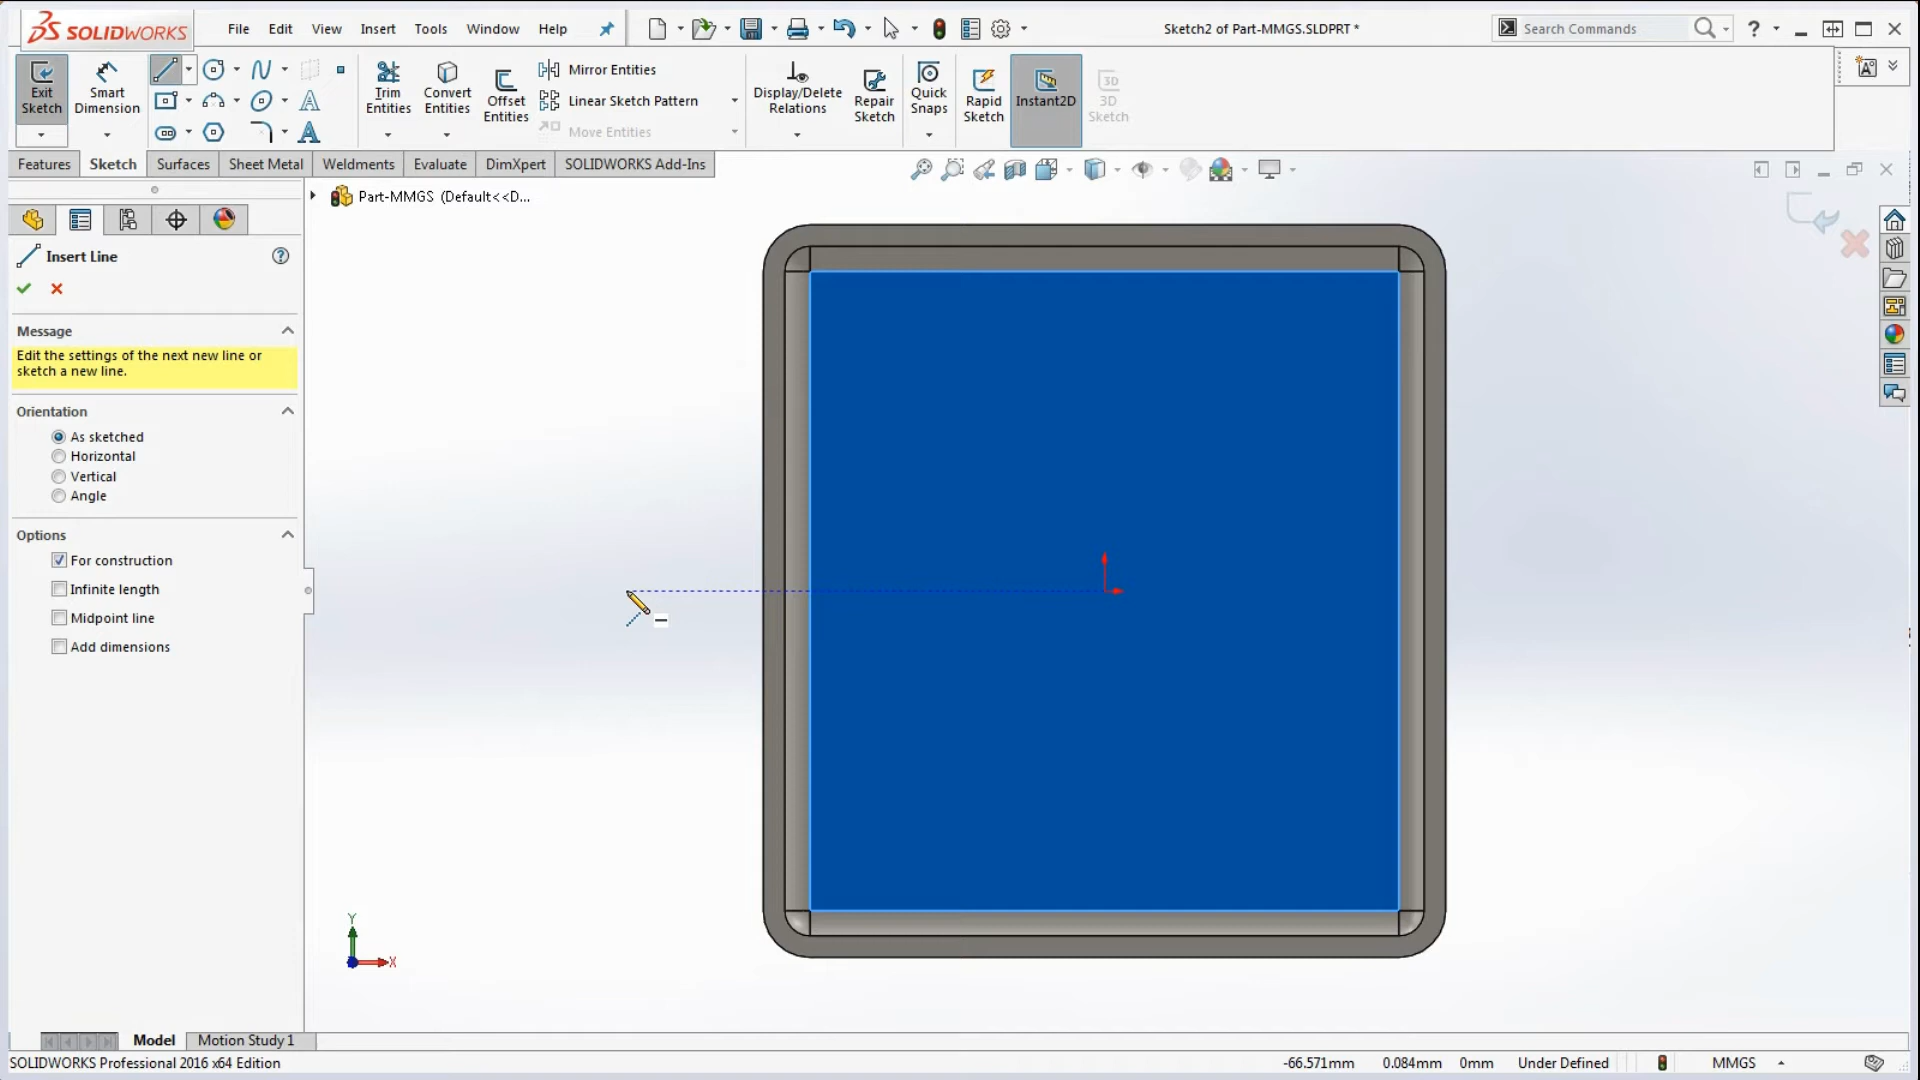 SOLIDWORKS
File Edit View Insert Tools Window Help
Sketch2 of Part-MMGS.SLDPRT *
Search Commands
?
Exit Sketch
Smart Dimension
Trim Entities
Convert Entities
Offset Entities
Mirror Entities
Linear Sketch Pattern
Move Entities
Display/Delete Relations
Repair Sketch
Quick Snaps
Rapid Sketch
Instant2D
3D Sketch
Features Sketch Surfaces Sheet Metal Weldments Evaluate DimXpert SOLIDWORKS Add-Ins
Part-MMGS (Default<<D...
Insert Line
?
Message
Edit the settings of the next new line or
sketch a new line.
Orientation
As sketched
Horizontal
Vertical
Angle
Options
For construction
Infinite length
Midpoint line
Add dimensions
Y
X
Model Motion Study 1
SOLIDWORKS Professional 2016 x64 Edition
-66.571mm 0.084mm 0mm Under Defined MMGS